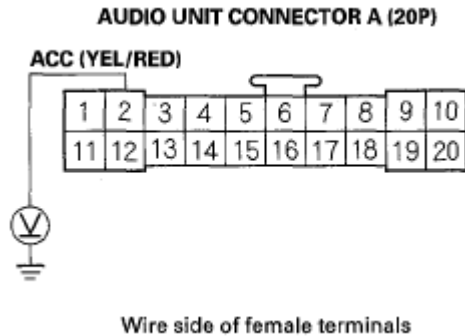 AUDIO UNIT CONNECTOR A (20P)
ACC (YEL/RED)
1 2 3 4 5 6 7 8 9 10
11 12 13 14 15 16 17 18 19 20
V
Wire side of female terminals